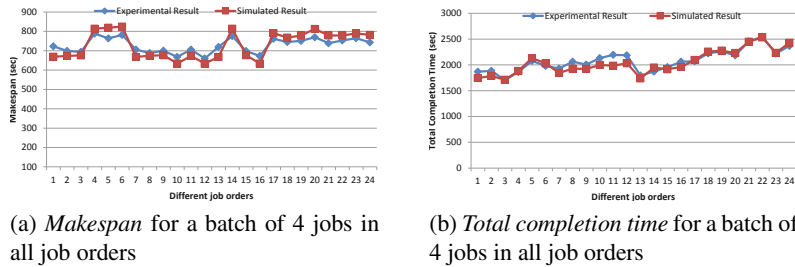 Experimental Result Simulated Result
Makespan (sec)
1000
900
800
700
600
500
400
300
200
100
1 2 3 4 5 6 7 8 9 10 11 12 13 14 15 16 17 18 19 20 21 22 23 24
Different job orders
(a) Makespan for a batch of 4 jobs in
all job orders
Experimental Result Simulated Result
Total Completion Time (sec)
3000
2500
2000
1500
1000
500
0
1 2 3 4 5 6 7 8 9 10 11 12 13 14 15 16 17 18 19 20 21 22 23 24
Different job orders
(b) Total completion time for a batch of
4 jobs in all job orders